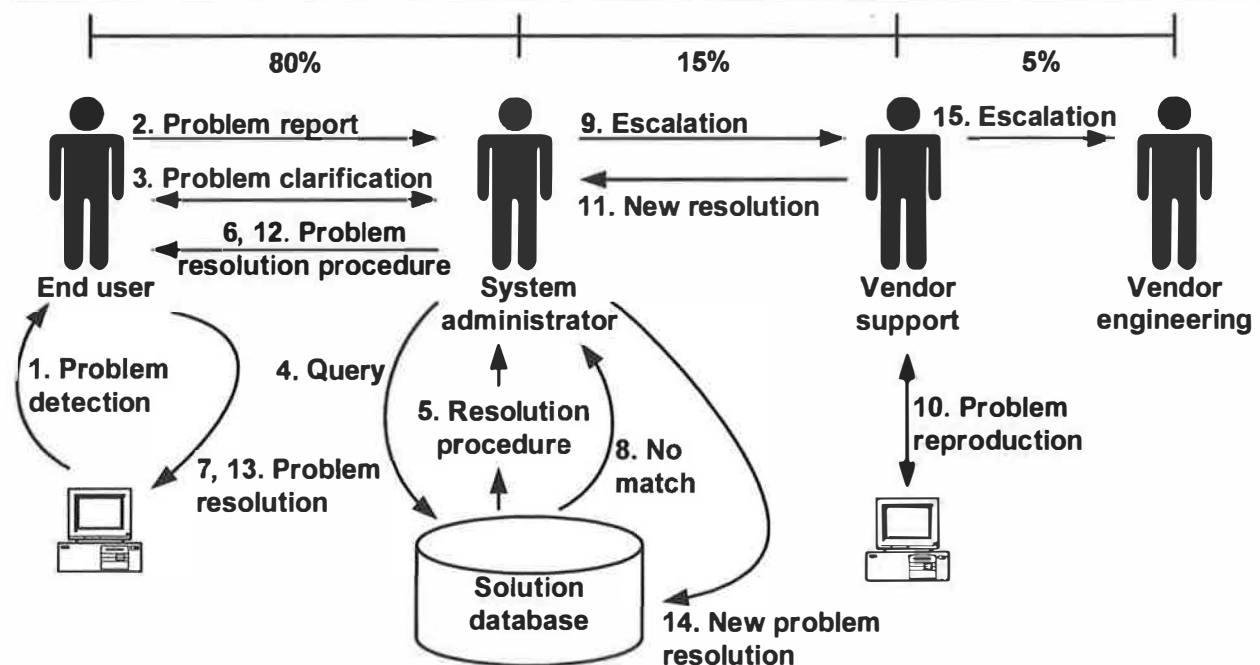 80%
15%
5%
2. Problem report
9. Escalation
15. Escalation
3. Problem clarification
11. New resolution
6, 12. Problem
resolution procedure
End user
System
administrator
Vendor
support
Vendor
engineering
1. Problem
detection
4. Query
5. Resolution
procedure
8. No
match
10. Problem
reproduction
7, 13. Problem
resolution
Solution
database
14. New problem
resolution